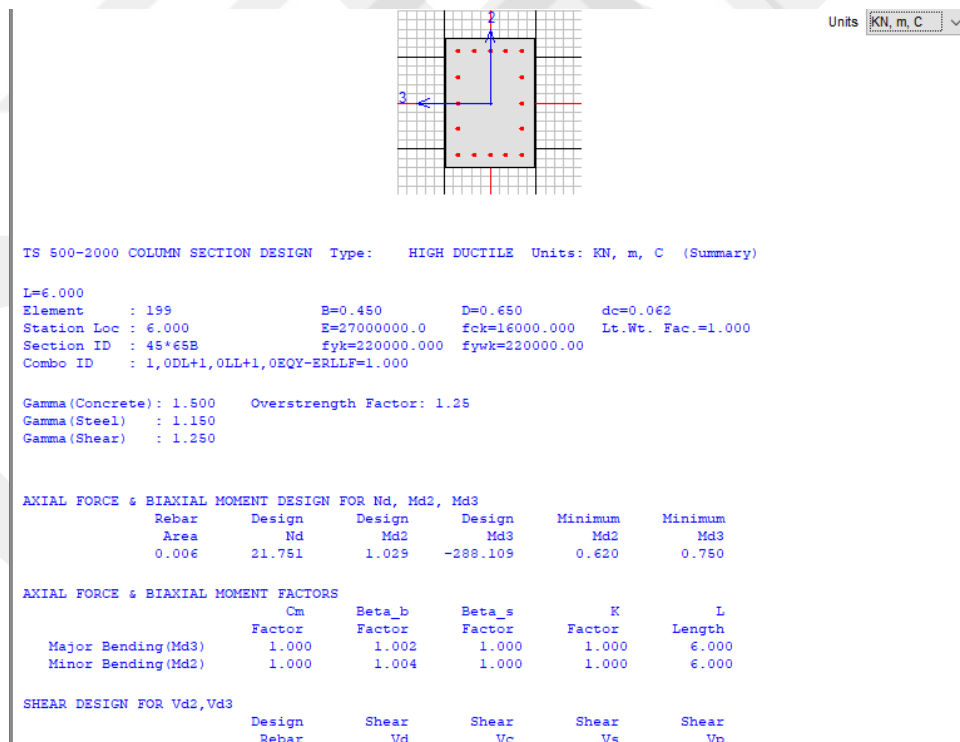 Units KN, m, C
2
3
TS 500-2000 COLUMN SECTION DESIGN Type: HIGH DUCTILE Units: KN, m, C (Summary)
L=6.000
Element : 199 B=0.450 D=0.650 dc=0.062
Station Loc : 6.000 E=27000000.0 fck=16000.000 Lt.Wt. Fac.=1.000
Section ID : 45*65B fyk=220000.000 fywk=220000.00
Combo ID : 1,0DL+1,0LL+1,0EQY-ERLLF=1.000
Gamma(Concrete): 1.500 Overstrength Factor: 1.25
Gamma(Steel) : 1.150
Gamma(Shear) : 1.250
AXIAL FORCE & BIAXIAL MOMENT DESIGN FOR Nd, Md2, Md3
Rebar Design Design Design Minimum Minimum
Area Nd Md2 Md3 Md2 Md3
0.006 21.751 1.029 -288.109 0.620 0.750
AXIAL FORCE & BIAXIAL MOMENT FACTORS
Cm Beta_b Beta_s K L
Factor Factor Factor Factor Length
Major Bending(Md3) 1.000 1.002 1.000 1.000 6.000
Minor Bending(Md2) 1.000 1.004 1.000 1.000 6.000
SHEAR DESIGN FOR Vd2,Vd3
Design Shear Shear Shear Shear
Rebar Vd Vc Vs Vp